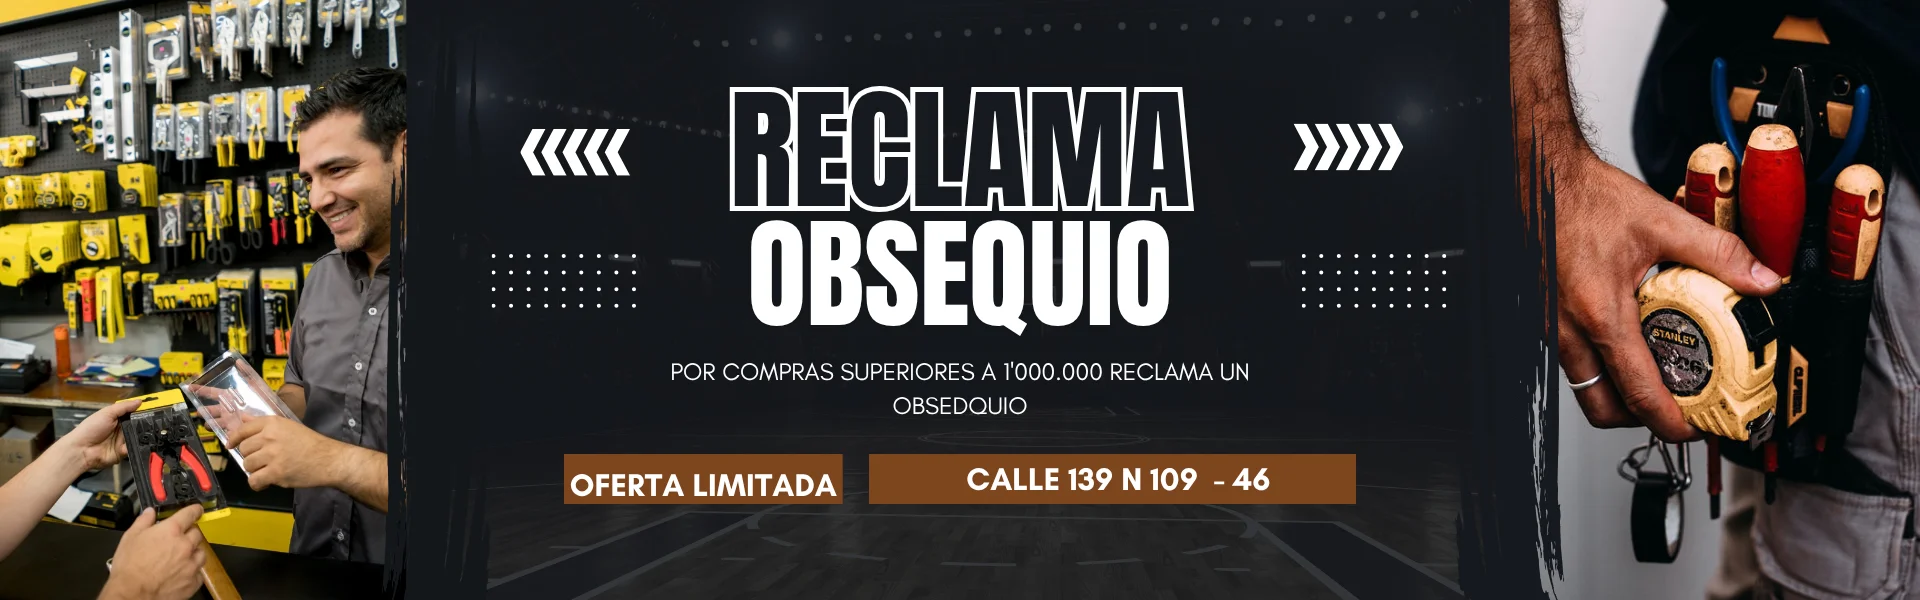 RECLAMA
OBSEQUIO
POR COMPRAS SUPERIORES A 1'000.000 RECLAMA UN
OBSEDQUIO
OFERTA LIMITADA
CALLE 139 N 109 - 46
STANLEY